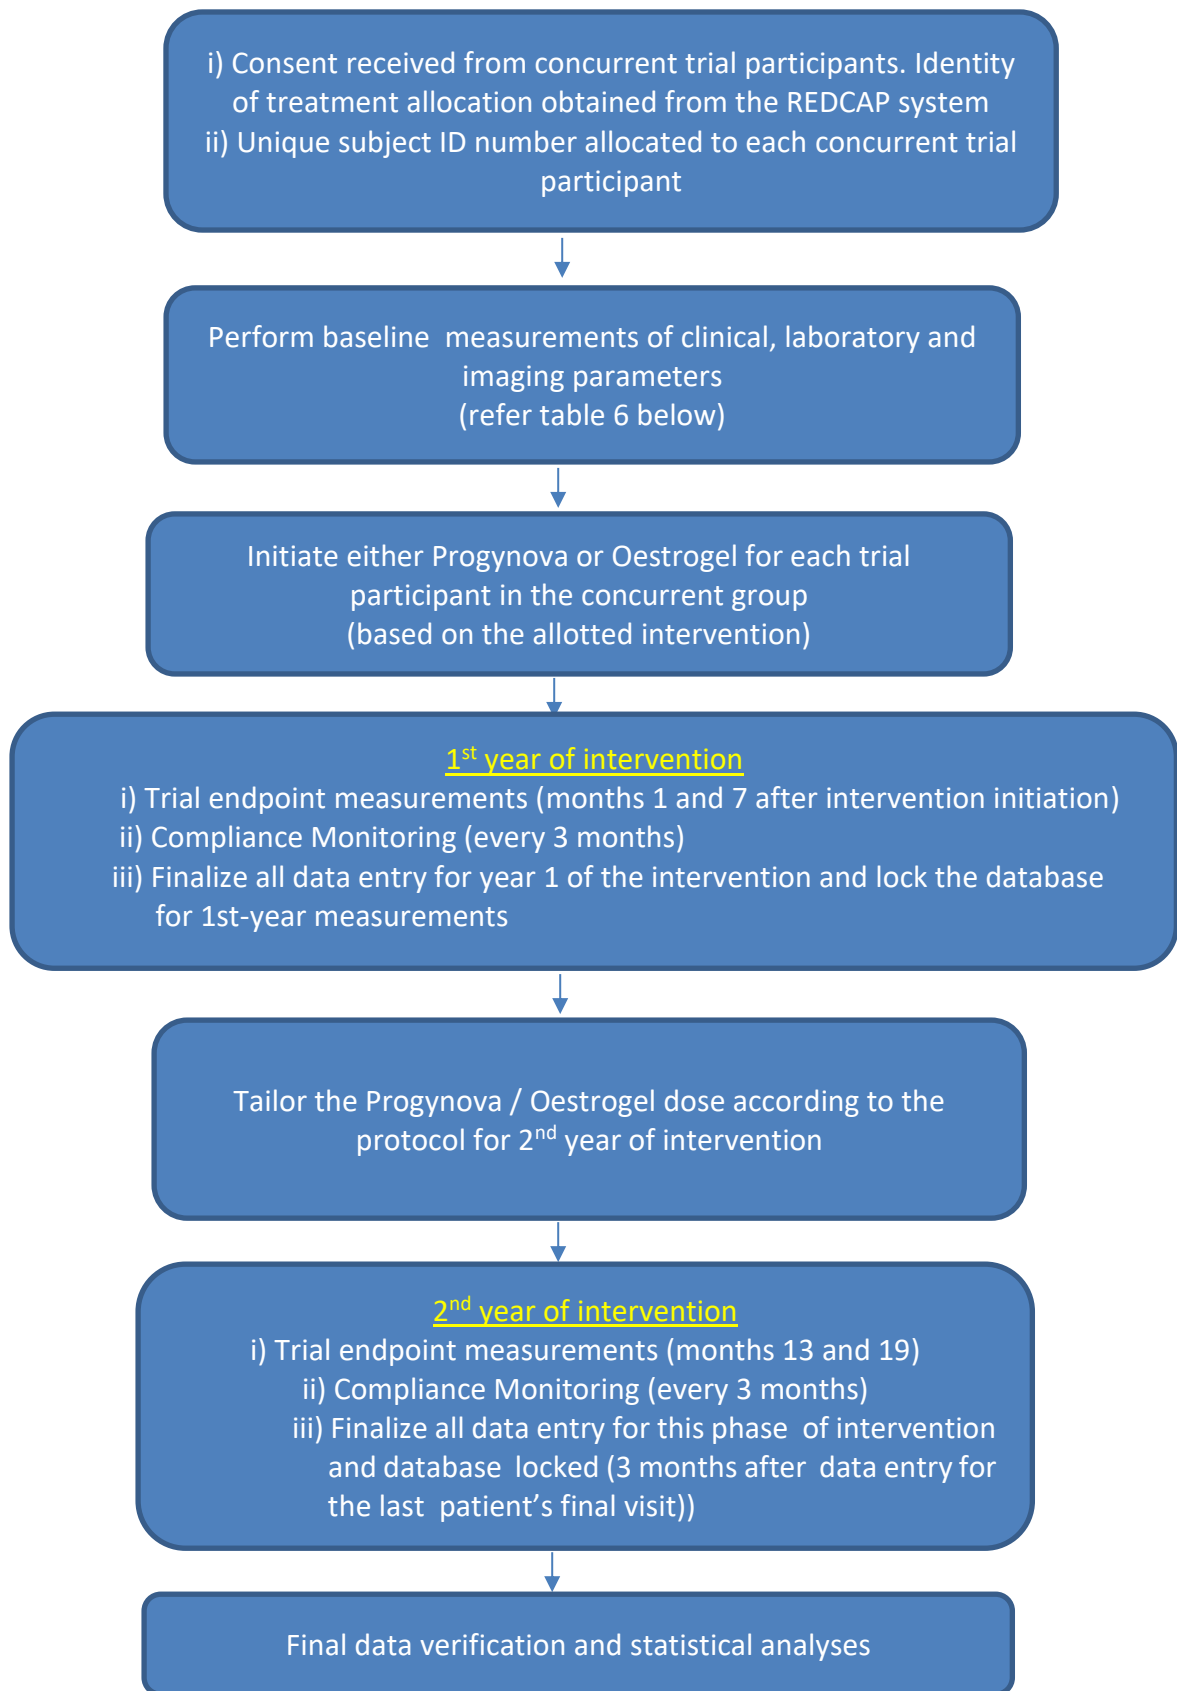 i) Consent received from concurrent trial participants. Identity
of treatment allocation obtained from the REDCAP system
ii) Unique subject ID number allocated to each concurrent trial
participant
Perform baseline measurements of clinical, laboratory and
imaging parameters
(refer table 6 below)
Initiate either Progynova or Oestrogel for each trial
participant in the concurrent group
(based on the allotted intervention)
1st year of intervention
i) Trial endpoint measurements (months 1 and 7 after intervention initiation)
ii) Compliance Monitoring (every 3 months)
iii) Finalize all data entry for year 1 of the intervention and lock the database
for 1st-year measurements
Tailor the Progynova / Oestrogel dose according to the
protocol for 2nd year of intervention
2nd year of intervention
i) Trial endpoint measurements (months 13 and 19)
ii) Compliance Monitoring (every 3 months)
iii) Finalize all data entry for this phase of intervention
and database locked (3 months after data entry for
the last patient’s final visit))
Final data verification and statistical analyses